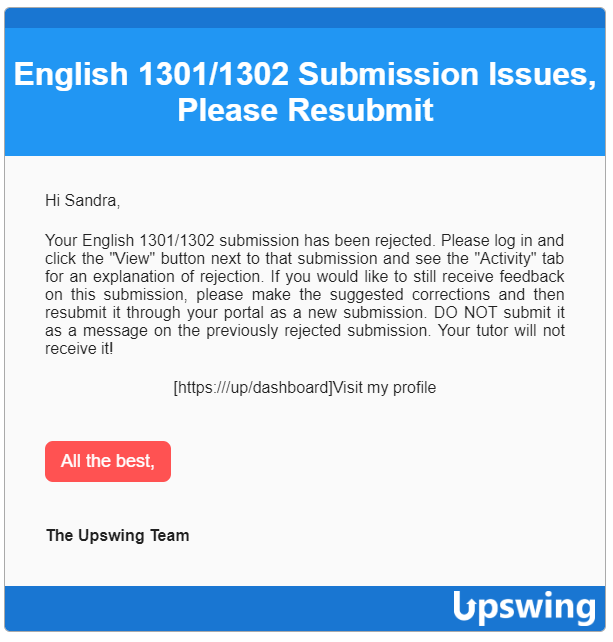 English 1301/1302 Submission Issues,
Please Resubmit
Hi Sandra,
Your English 1301/1302 submission has been rejected. Please log in and
click the "View" button next to that submission and see the "Activity" tab
for an explanation of rejection. If you would like to still receive feedback
on this submission, please make the suggested corrections and then
resubmit it through your portal as a new submission. DO NOT submit it
as a message on the previously rejected submission. Your tutor will not
receive it!
[https:///up/dashboard]Visit my profile
All the best,
The Upswing Team
Upswing